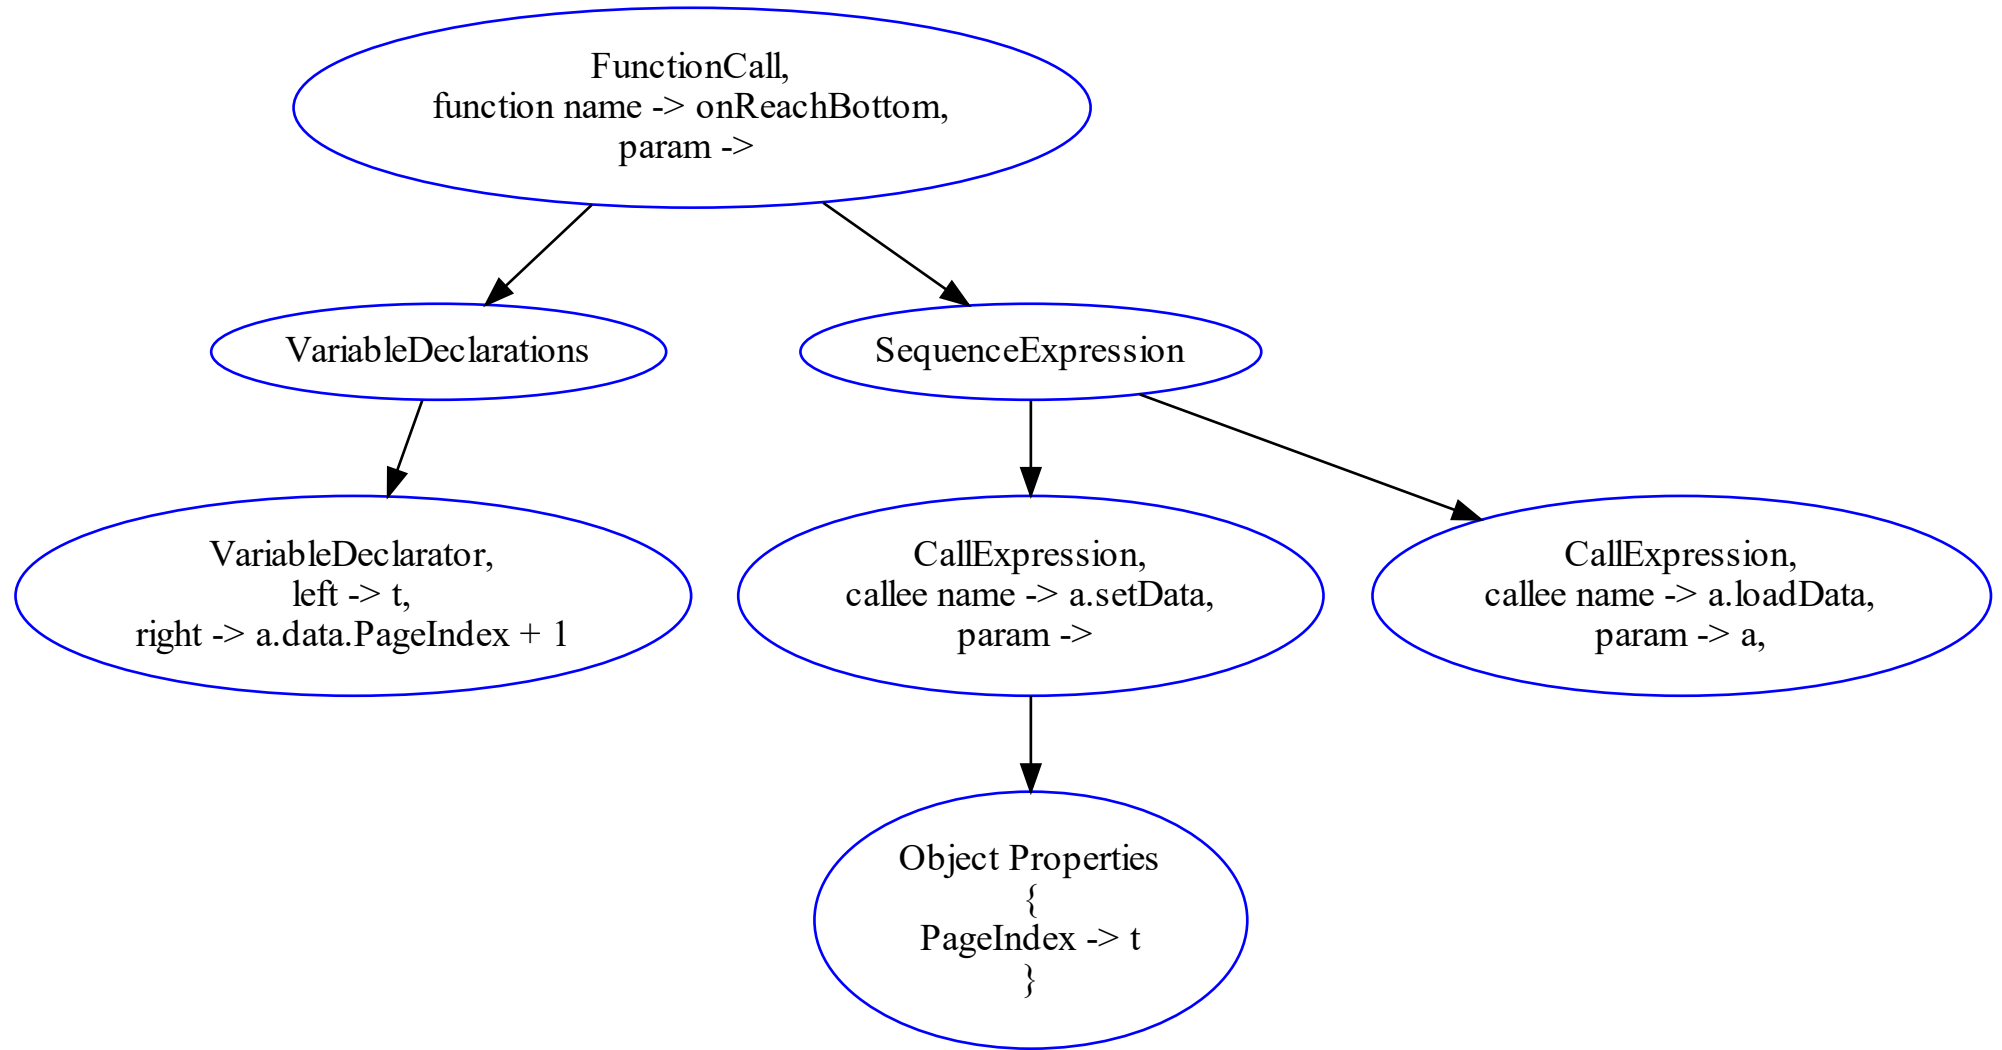 FunctionCall,
function name -> onReachBottom,
param ->
VariableDeclarations
SequenceExpression
VariableDeclarator,
left -> t,
right -> a.data.PageIndex + 1
CallExpression,
callee name -> a.setData,
param ->
CallExpression,
callee name -> a.loadData,
param -> a,
Object Properties
{
PageIndex -> t
}